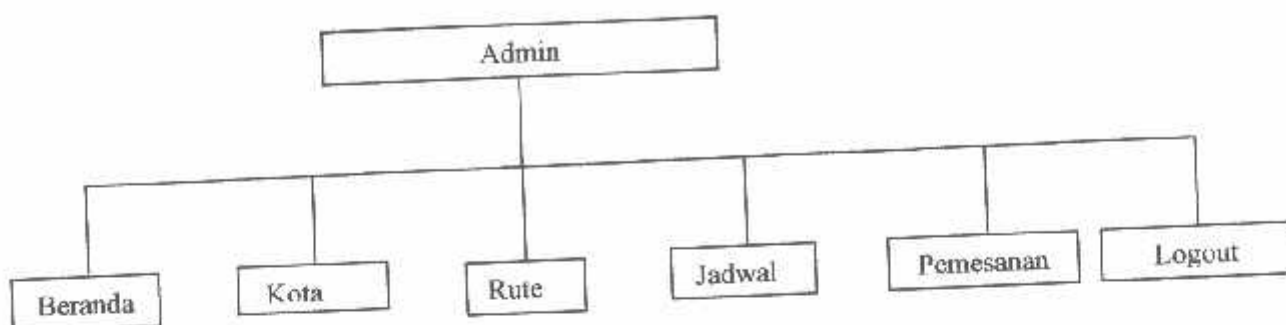 Admin
Beranda
Kota
Rute
Jadwal
Pemesanan
Logout